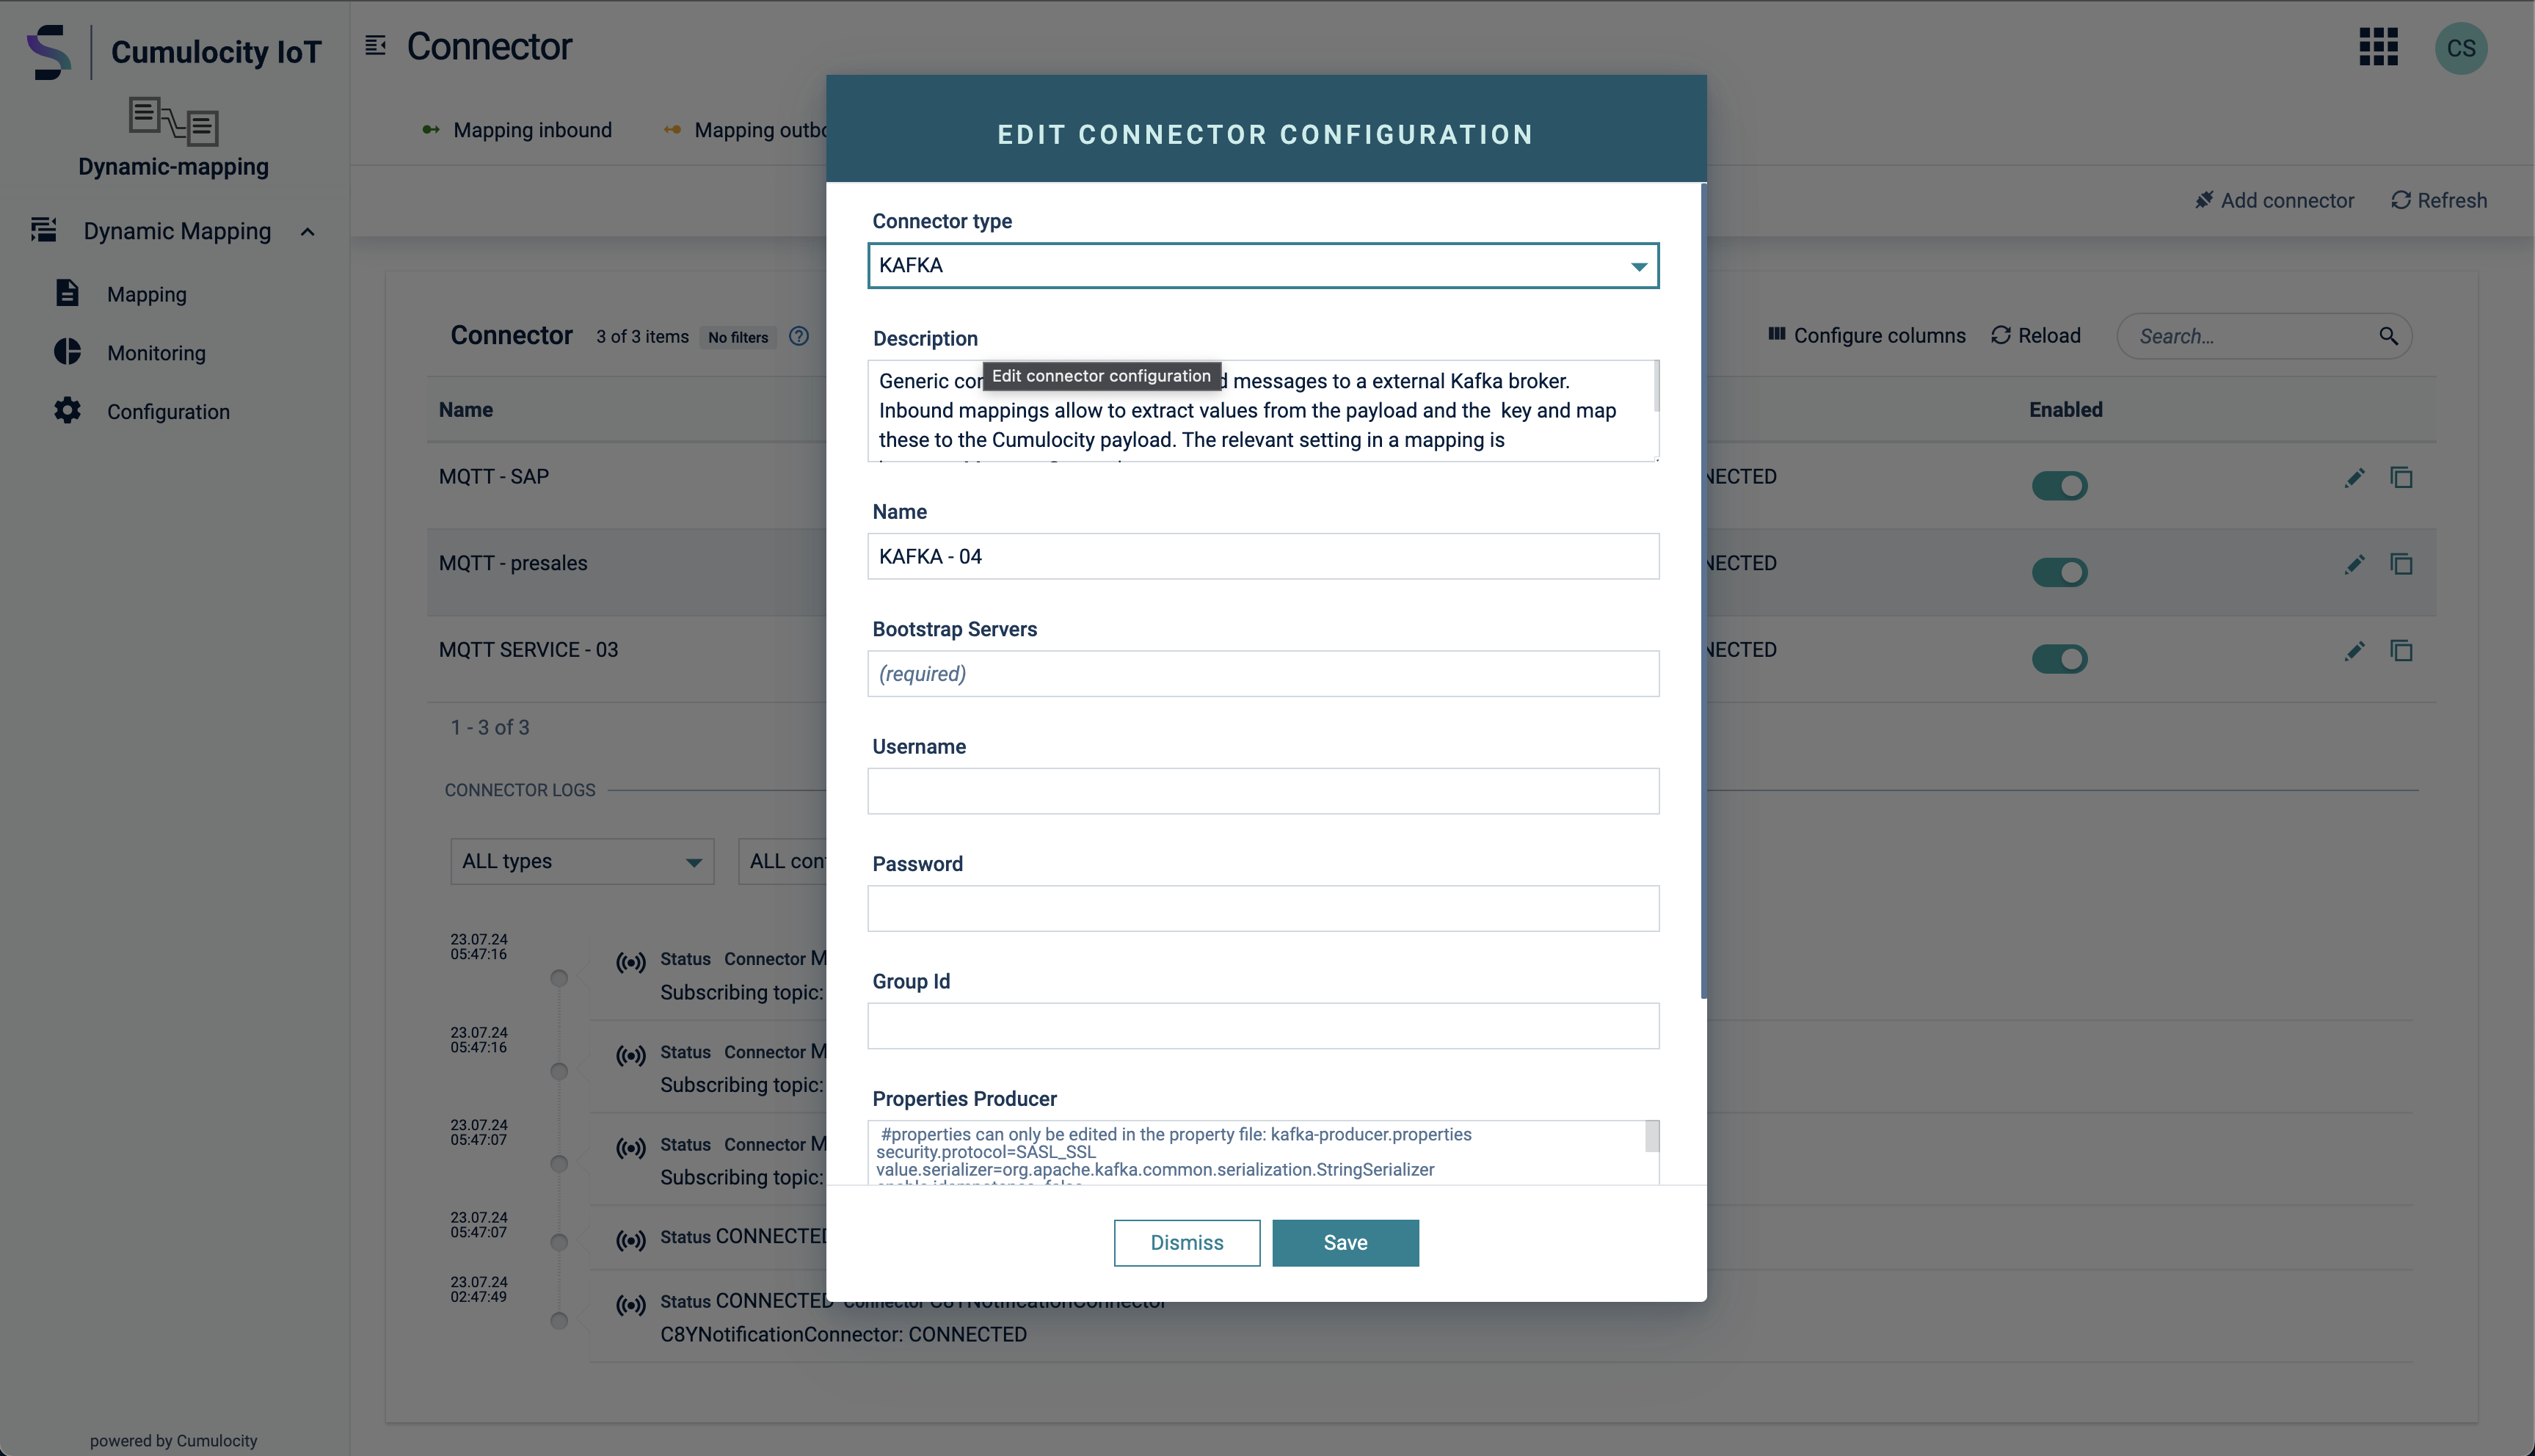 Cumulocity IoT
Dynamic-mapping
Dynamic Mapping
Mapping
Monitoring
Configuration
powered by Cumulocity
Connector
CS
Mapping inbound
Mapping
Add connector
Refresh
Connector
3 of 3 items
No filters
Configure columns
Reload
Search...
Name
Enabled
MQTT - SAP
MQTT - presales
MQTT SERVICE - 03
1 - 3 of 3
CONNECTOR LOGS
ALL types
ALL
23.07.24
05:47:16
Status Connector
Subscribing topic:
23.07.24
05:47:16
Status Connector
Subscribing topic:
23.07.24
05:47:07
Status Connector
Subscribing topic:
23.07.24
05:47:07
Status CONNECTED
23.07.24
02:47:49
Status CONNECTED Connector C8YNotificationConnector
C8YNotificationConnector: CONNECTED
EDIT CONNECTOR CONFIGURATION
Connector type
KAFKA
Description
Edit connector configuration
Generic messages to a external Kafka broker.
Inbound mappings allow to extract values from the payload and the key and map
these to the Cumulocity payload. The relevant setting in a mapping is
Name
KAFKA - 04
Bootstrap Servers
(required)
Username
Password
Group Id
Properties Producer
#properties can only be edited in the property file: kafka-producer.properties
security.protocol=SASL_SSL
value.serializer=org.apache.kafka.common.serialization.StringSerializer
Dismiss
Save